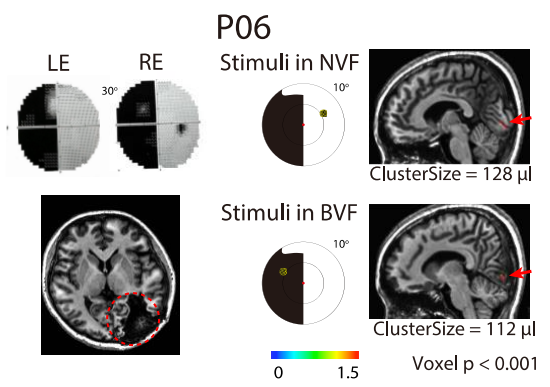 P06
LE
RE
30°
Stimuli in NVF
10°
ClusterSize = 128 µl
Stimuli in BVF
10°
ClusterSize = 112 µl
0
1.5
Voxel p < 0.001